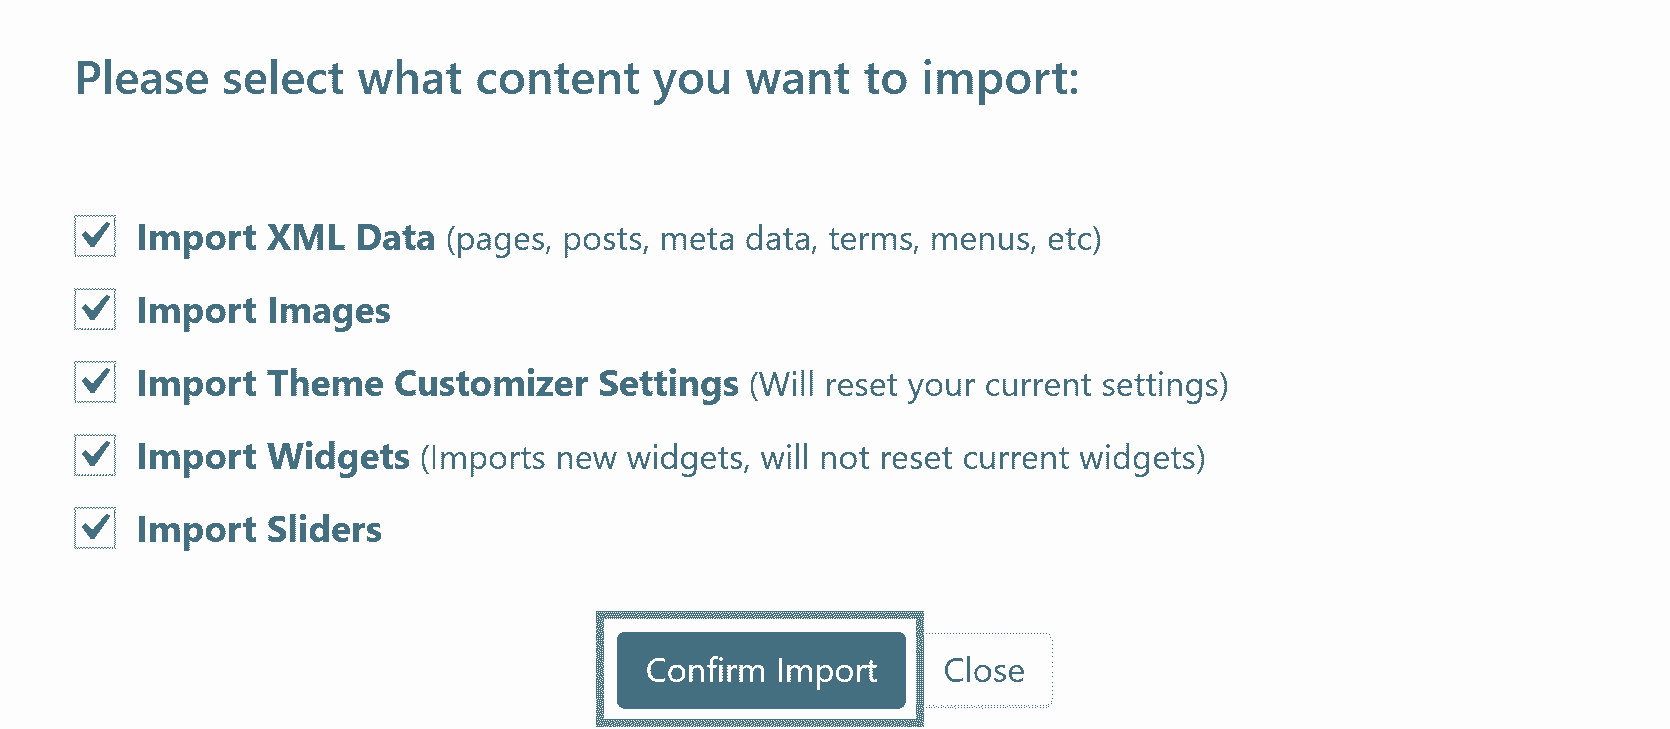 Please select what content you want to import:
Import XML Data (pages, posts, meta data, terms, menus, etc)
Import Images
Import Theme Customizer Settings (Will reset your current settings)
Import Widgets (Imports new widgets, will not reset current widgets)
Import Sliders
Confirm Import Close